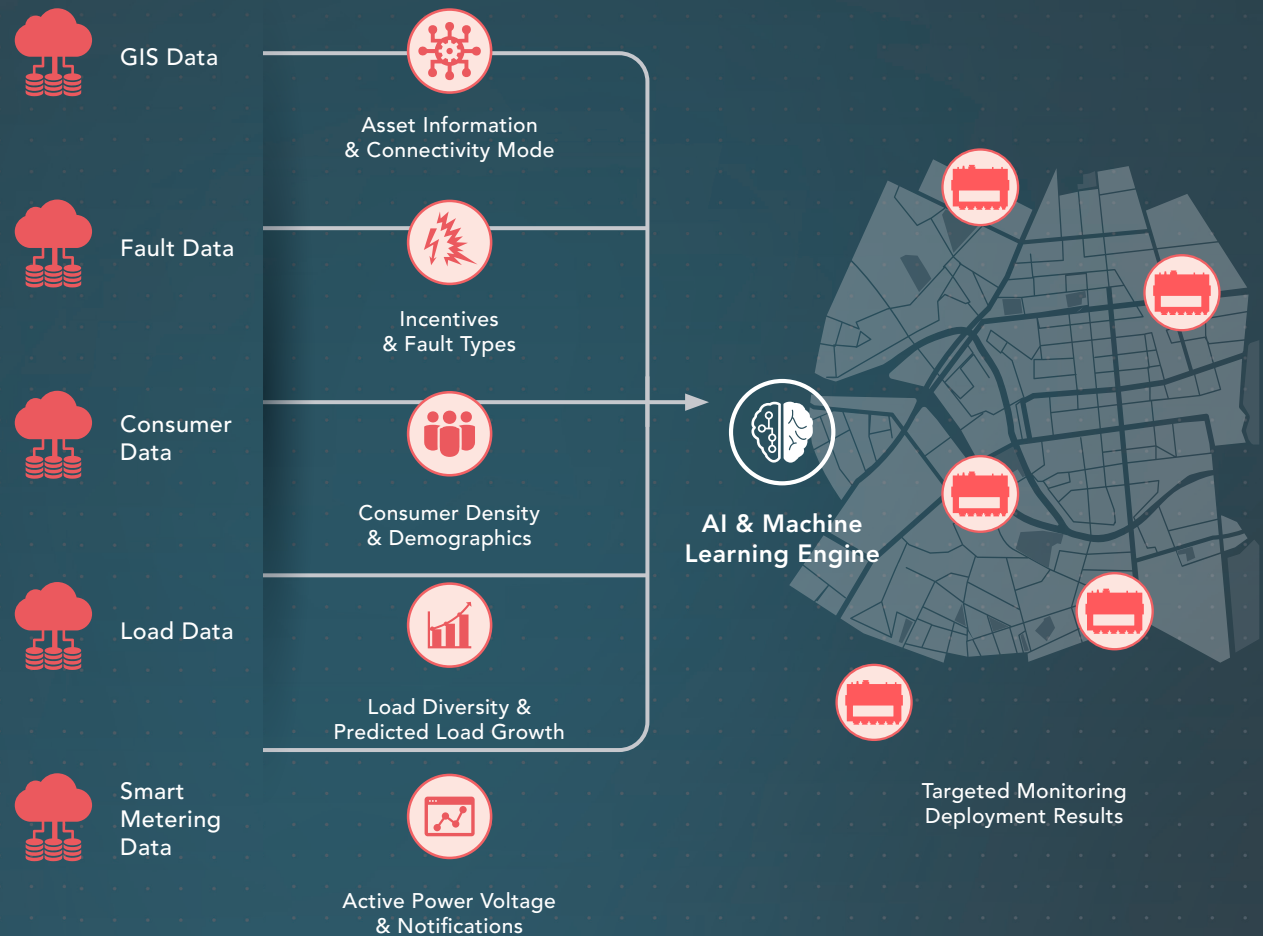 GIS Data
Asset Information
& Connectivity Mode
Fault Data
Incentives
& Fault Types
Consumer
Data
Consumer Density
& Demographics
AI & Machine
Learning Engine
Load Data
Load Diversity &
Predicted Load Growth
Smart
Metering
Data
Active Power Voltage
& Notifications
Targeted Monitoring
Deployment Results